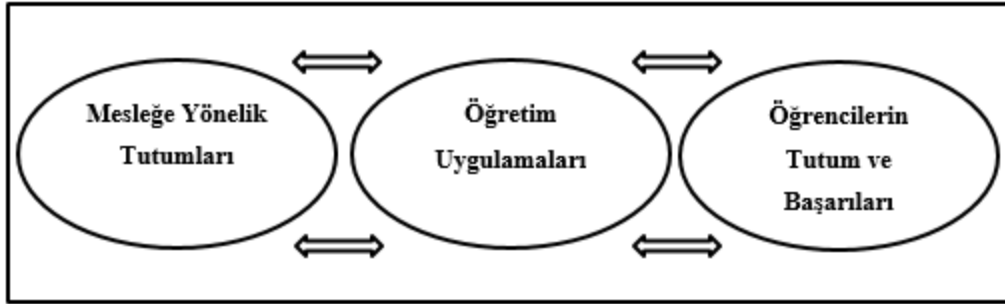 Mesleğe Yönelik
Tutumları
Öğretim
Uygulamaları
Öğrencilerin
Tutum ve
Başarıları